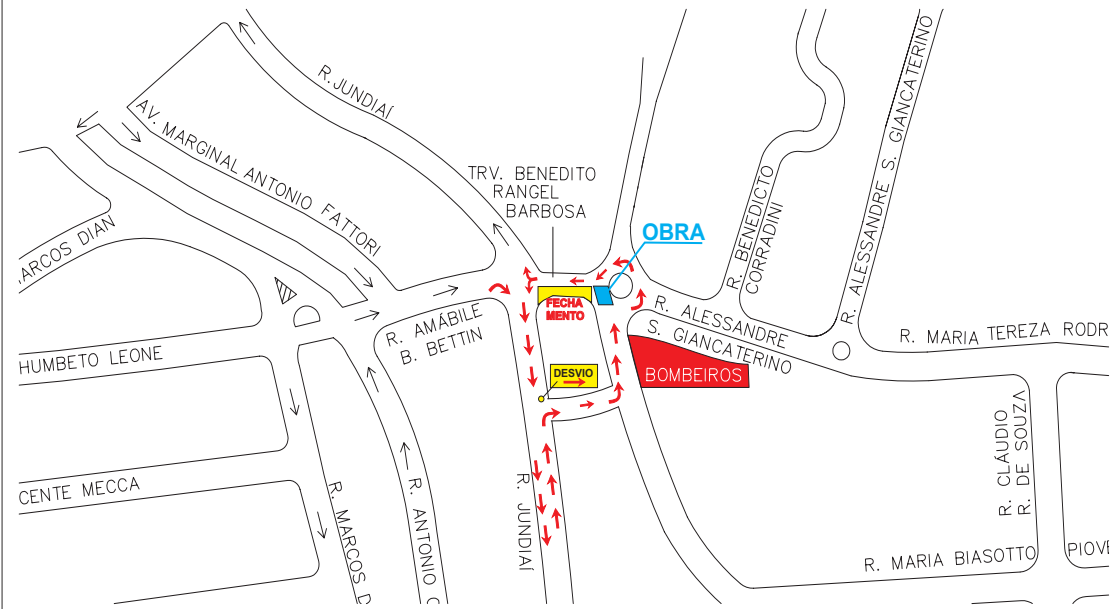 R. JUNDIAÍ
AV. MARGINAL ANTONIO FATTORI
TRV. BENEDITO
RANGEL
BARBOSA
OBRA
R. BENEDICTO
CORRADINI
R. ALESSANDRE S. GIANCATERINO
ARCOS DIAN
FECHA
MENTO
R. ALESSANDRE
S. GIANCATERINO
R. MARIA TEREZA RODR
R. AMÁBILE
B. BETTIN
HUMBETO LEONE
DESVIO
BOMBEIROS
R. CLÁUDIO
R. DE SOUZA
CENTE MECCA
R. JUNDIAÍ
R. MARCOS D
R. ANTONIO
R. MARIA BIASOTTO
PIOVE